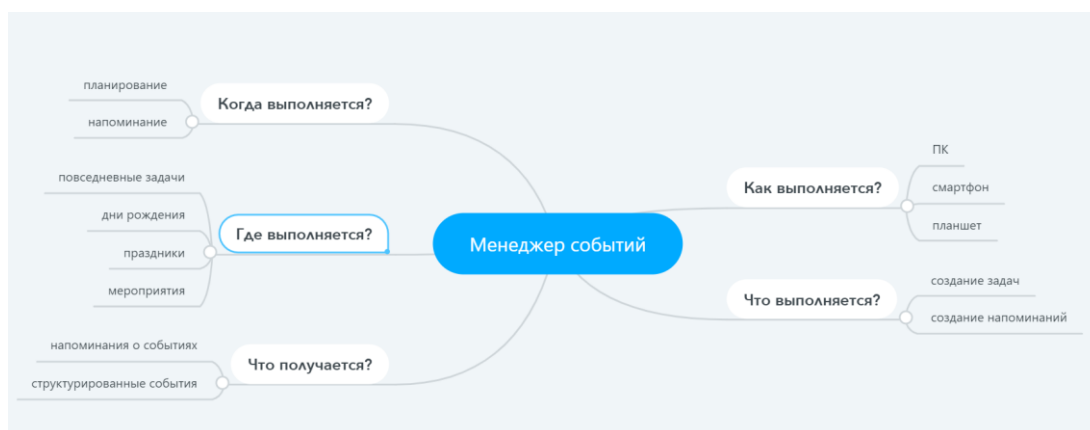 Менеджер событий
Когда выполняется?
планирование
напоминание
Где выполняется?
повседневные задачи
дни рождения
праздники
мероприятия
Что получается?
напоминания о событиях
структурированные события
Как выполняется?
ПК
смартфон
планшет
Что выполняется?
создание задач
создание напоминаний